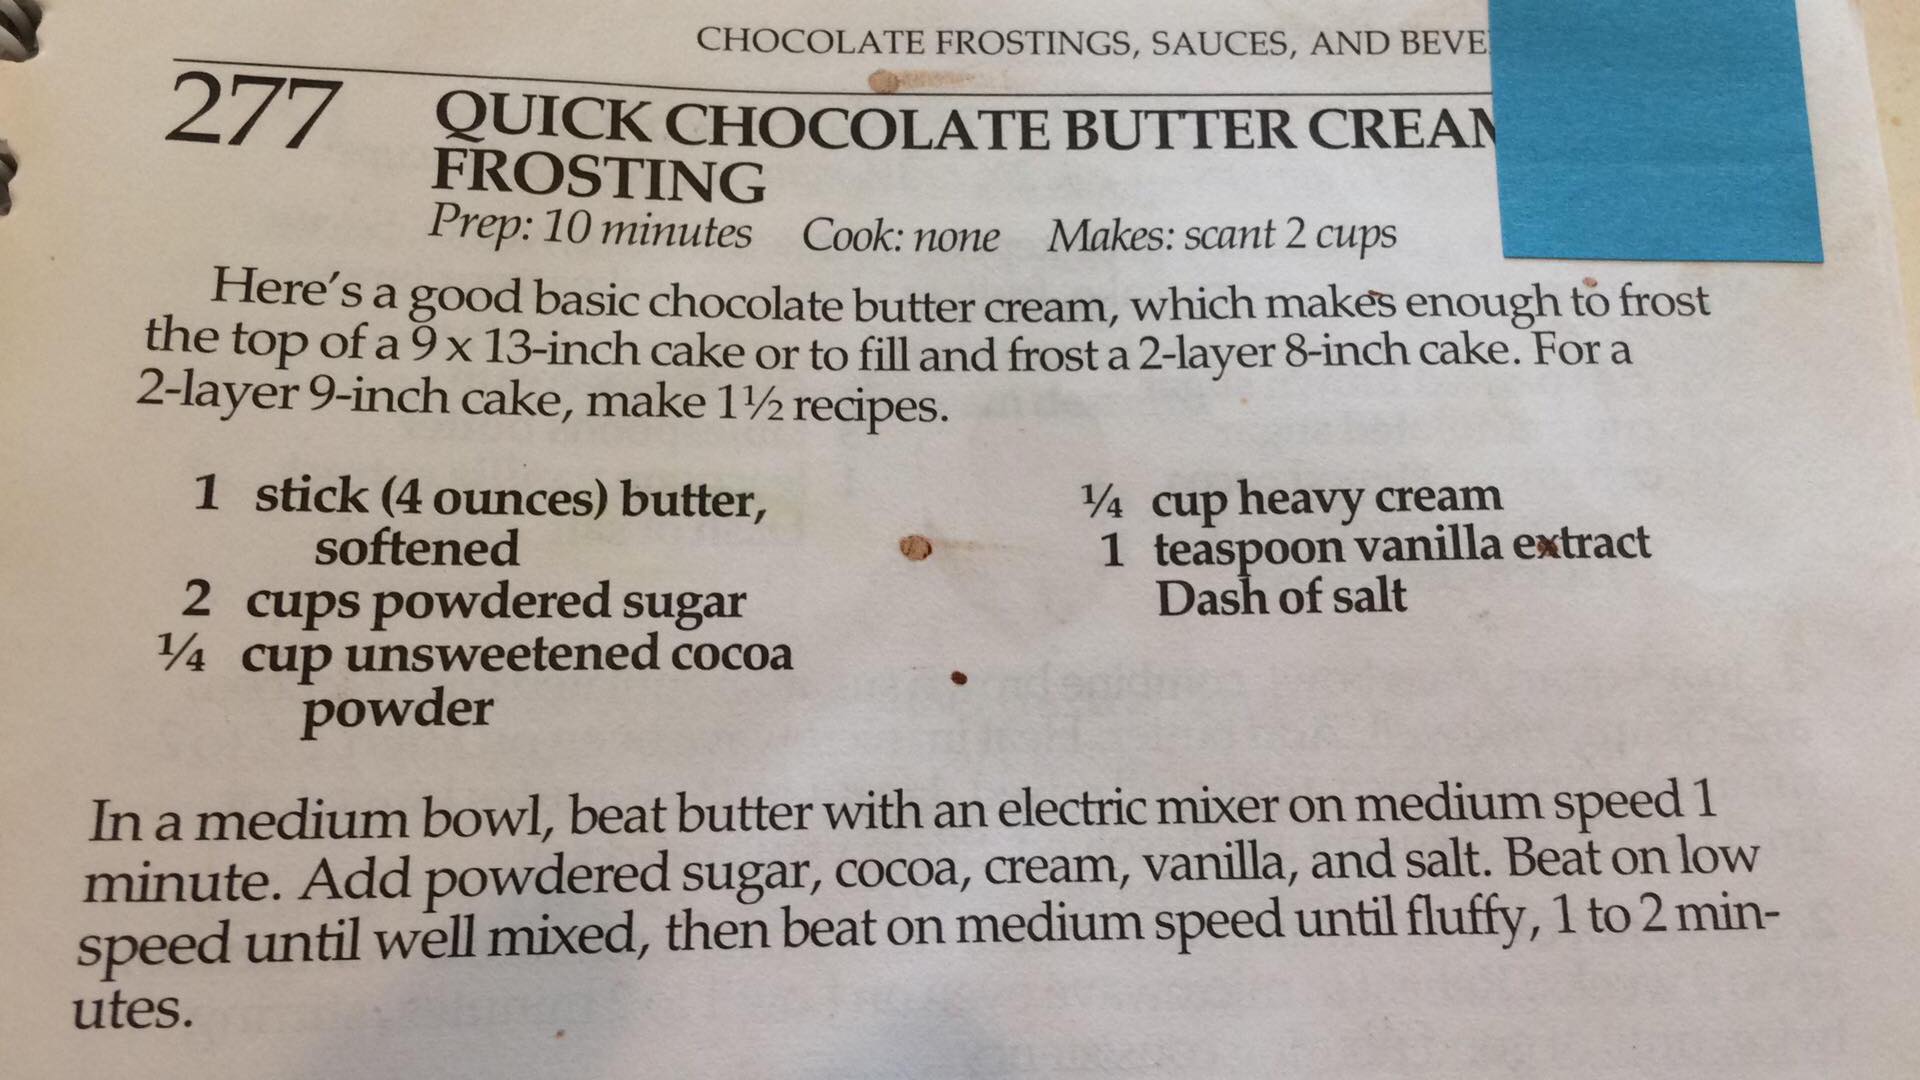 CHOCOLATE FROSTINGS, SAUCES, AND
277 QUICK CHOCOLATE BUTTER
FROSTING
Prep: 10 minutes Cook: none Makes: scant 2 cups
Here's a good basic chocolate butter cream, which makes enough to frost
the top of a 9 x 13-inch cake or to fill and frost a 2-layer 8-inch cake. For a
2-layer 9-inch cake, make 1½ recipes.
1 stick (4 ounces) butter,
softened
2 cups powdered sugar
¼ cup unsweetened cocoa
powder
¼ cup heavy cream
1 teaspoon vanilla extract
Dash of salt
In a medium bowl, beat butter with an electric mixer on medium speed 1
minute. Add powdered sugar, cocoa, cream, vanilla, and salt. Beat on low
speed until well mixed, then beat on medium speed until fluffy, 1 to 2 min-
utes.